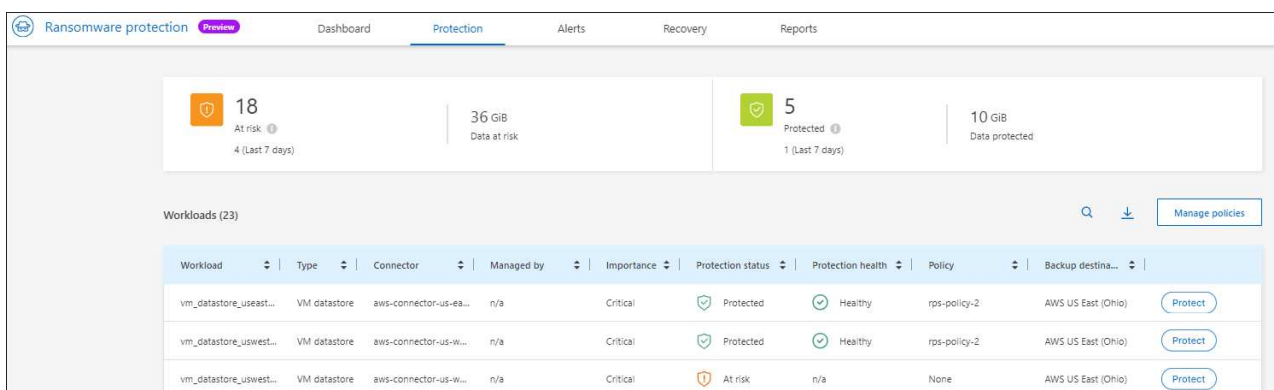 Ransomware protection Preview Dashboard Protection Alerts Recovery Reports
18
At risk
4 (Last 7 days)
36 GiB
Data at risk
5
Protected
1 (Last 7 days)
10 GiB
Data protected
Workloads (23)
Manage policies
Workload Type Connector Managed by Importance Protection status Protection health Policy Backup destina...
vm_datastore_useast... VM datastore aws-connector-us-ea... n/a Critical Protected Healthy rps-policy-2 AWS US East (Ohio) Protect
vm_datastore_uswest... VM datastore aws-connector-us-w... n/a Critical Protected Healthy rps-policy-2 AWS US East (Ohio) Protect
vm_datastore_uswest... VM datastore aws-connector-us-w... n/a Critical At risk n/a None AWS US East (Ohio) Protect